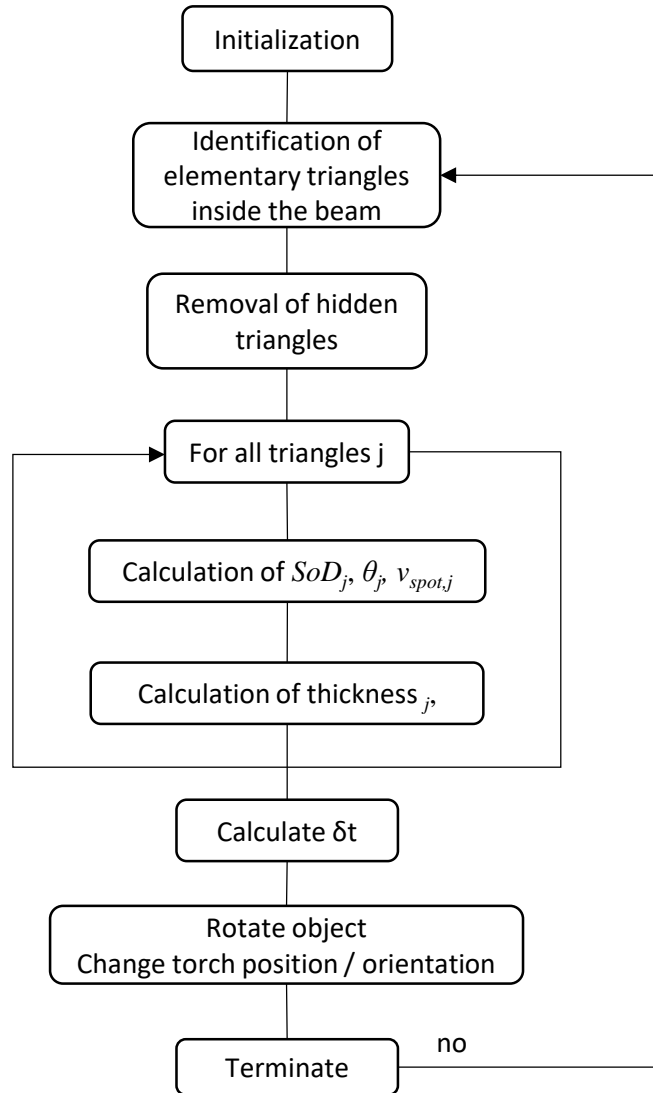 Initialization
Identification of
elementary triangles
inside the beam
Removal of hidden
triangles
For all triangles j
Calculation of SoDj, θj, vspot,j
Calculation of thickness j,
Calculate δt
Rotate object
Change torch position / orientation
no
Terminate